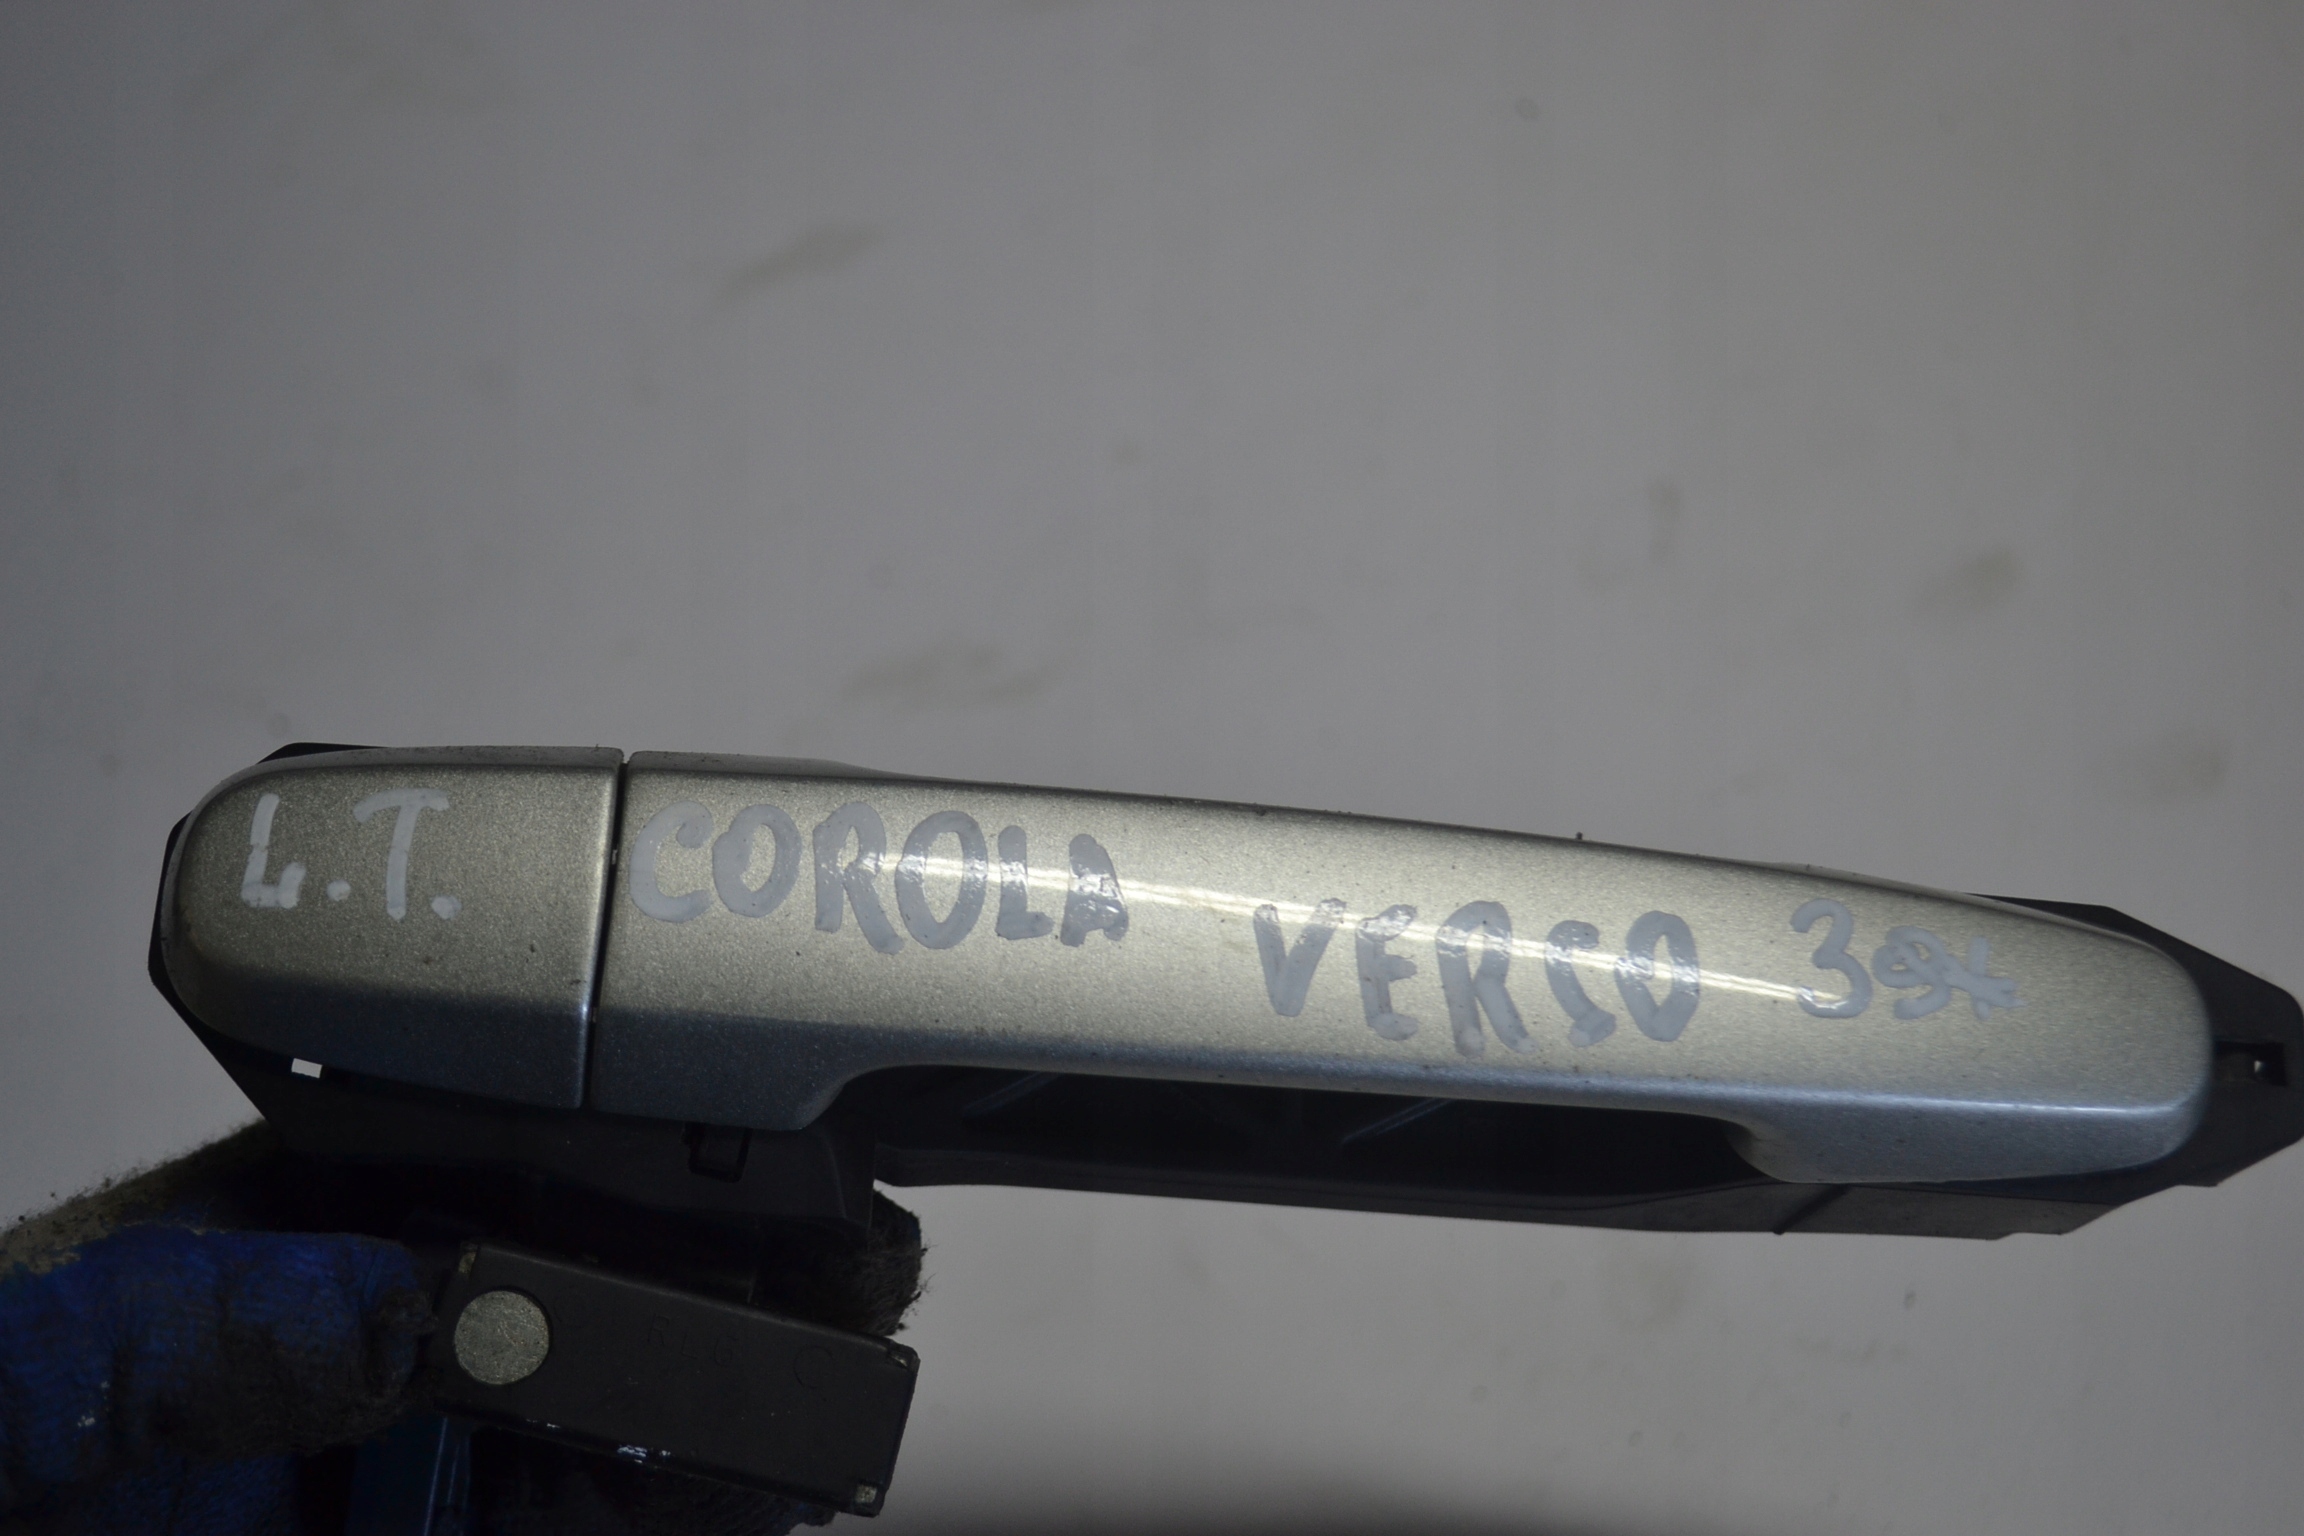 L.T. COROLA VERSO 3